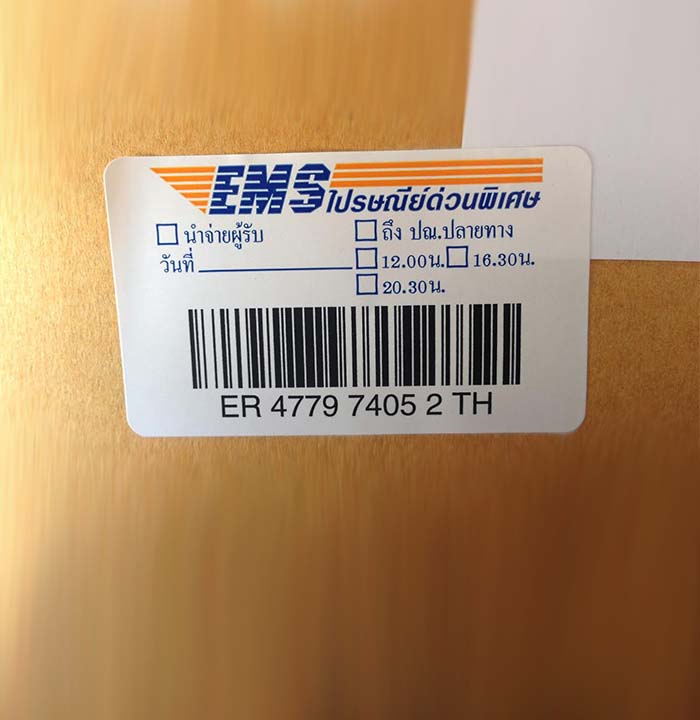 EMS ไปรษณีย์ด่วนพิเศษ
นำจ่ายผู้รับ ถึง ปณ.ปลายทาง
วันที่ 12.00น. 16.30น.
20.30น.
ER 4779 7405 2 TH